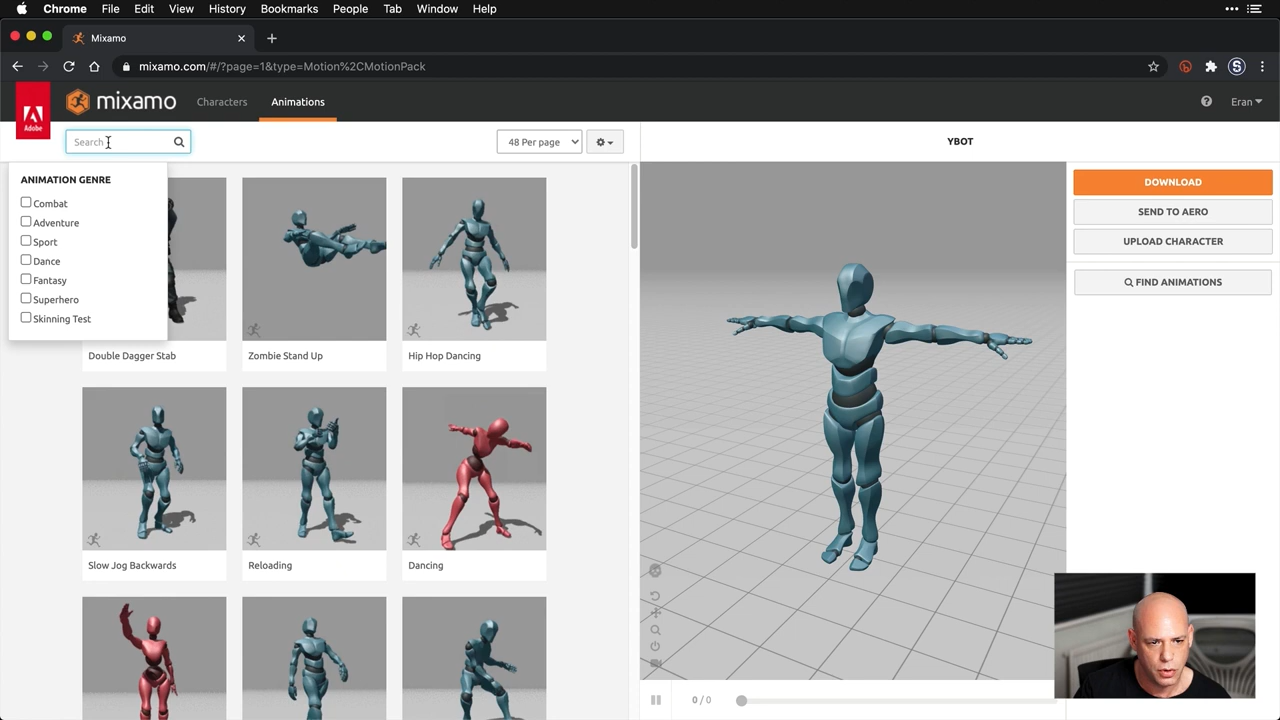 Chrome File Edit View History Bookmarks People Tab Window Help
Mixamo
mixamo.com/#/?page=1&type=Motion%2CMotionPack
S
Adobe
mixamo
Characters
Animations
Eran
Search
48 Per page
YBOT
ANIMATION GENRE
Combat
Adventure
Sport
Dance
Fantasy
Superhero
Skinning Test
DOWNLOAD
SEND TO AERO
UPLOAD CHARACTER
FIND ANIMATIONS
Double Dagger Stab
Zombie Stand Up
Hip Hop Dancing
Slow Jog Backwards
Reloading
Dancing
0 / 0